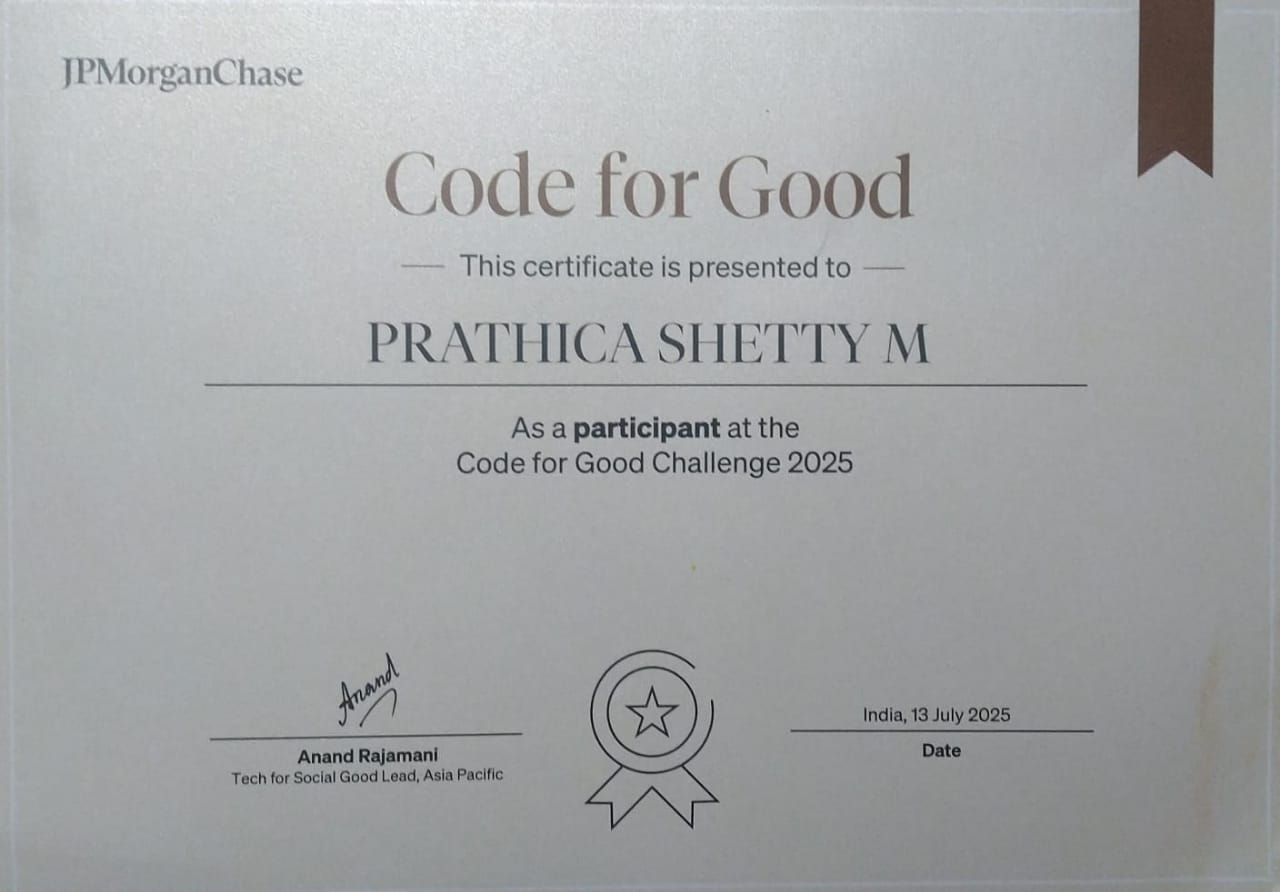 JPMorganChase
Code for Good
This certificate is presented to
PRATHICA SHETTY M
As a participant at the
Code for Good Challenge 2025
Anand
Anand Rajamani
Tech for Social Good Lead, Asia Pacific
India, 13 July 2025
Date